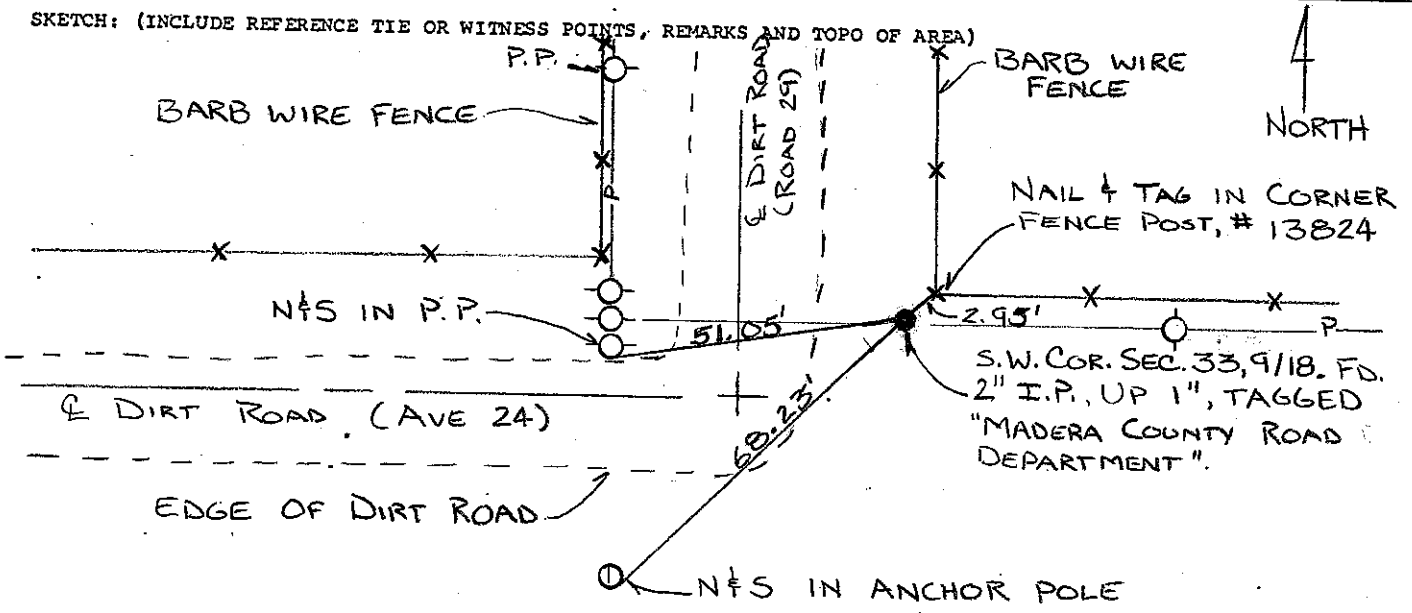 SKETCH: (INCLUDE REFERENCE TIE OR WITNESS POINTS, REMARKS AND TOPO OF AREA)
P.P.
BARB WIRE FENCE
℄ DIRT ROAD
(ROAD 29)
BARB WIRE
FENCE
NORTH
P
NAIL & TAG IN CORNER
FENCE POST, # 13824
N&S IN P.P.
51.05'
2.95'
P
S.W. COR. SEC. 33, 9/18. FD.
2" I.P., UP 1", TAGGED
"MADERA COUNTY ROAD
DEPARTMENT".
℄ DIRT ROAD. (AVE 24)
68.23'
EDGE OF DIRT ROAD
N&S IN ANCHOR POLE